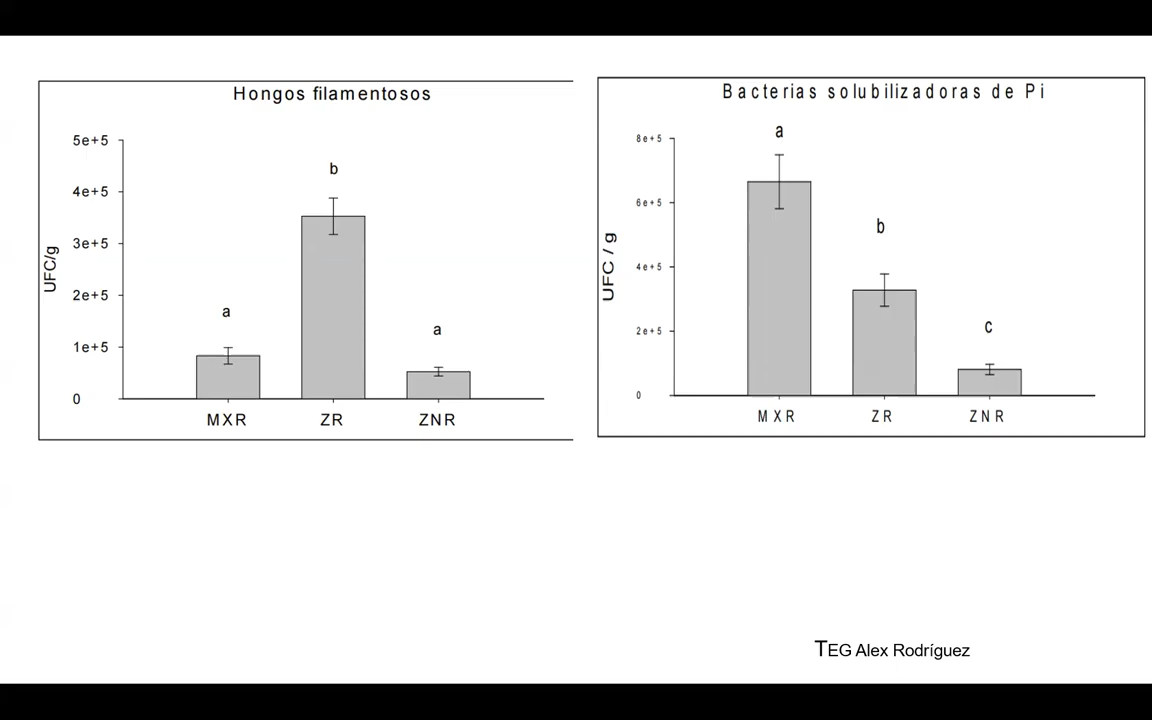 Hongos filamentosos
5e+5
4e+5
3e+5
2e+5
1e+5
0
UFC/g
a
b
a
MXR ZR ZNR
Bacterias solubilizadoras de Pi
8e+5
6e+5
4e+5
2e+5
0
UFC / g
a
b
c
MXR ZR ZNR
TEG Alex Rodríguez